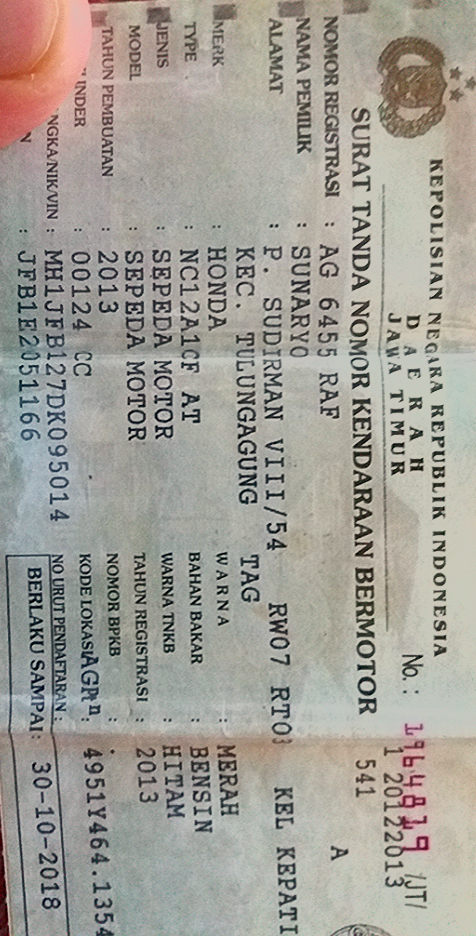 KEPOLISIAN NEGARA REPUBLIK INDONESIA
DAERAH
JAWA TIMUR
No. : 1964819 /JT/
1 20122013
SURAT TANDA NOMOR KENDARAAN BERMOTOR 541
NOMOR REGISTRASI : AG 6455 RAF A
NAMA PEMILIK : SUNARYO
ALAMAT : P. SUDIRMAN VIII/54 RW07 RT03 KEL KEPATI
KEC. TULUNGAGUNG TAG
MERK : HONDA WARNA : MERAH
TYPE : NC12A1CF AT BAHAN BAKAR : BENSIN
JENIS : SEPEDA MOTOR WARNA TNKB : HITAM
MODEL : SEPEDA MOTOR TAHUN REGISTRASI : 2013
TAHUN PEMBUATAN : 2013 NOMOR BPKB :
INDER : 00124 CC KODE LOKASI : 4951Y464.1354
NGKA/NIK/VIN : MH1JFB127DK095014 NO URUT PENDAFTARAN :
N : JFB1E2051166 BERLAKU SAMPAI : 30-10-2018